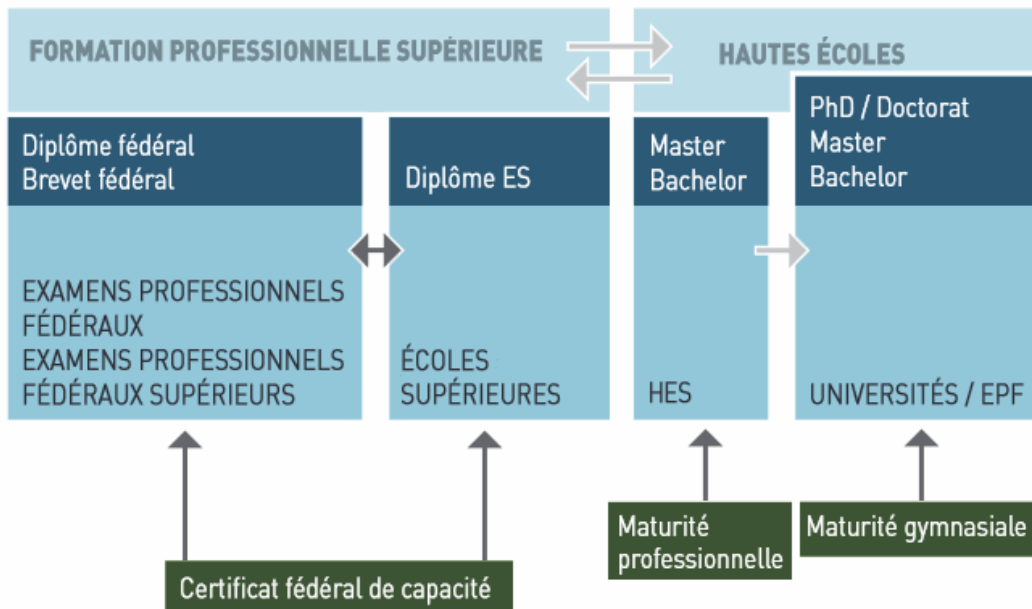 FORMATION PROFESSIONNELLE SUPÉRIEURE
HAUTES ÉCOLES
Diplôme fédéral
Brevet fédéral
Diplôme ES
Master
Bachelor
PhD / Doctorat
Master
Bachelor
EXAMENS PROFESSIONNELS
FÉDÉRAUX
EXAMENS PROFESSIONNELS
FÉDÉRAUX SUPÉRIEURS
ÉCOLES
SUPÉRIEURES
HES
UNIVERSITÉS / EPF
Certificat fédéral de capacité
Maturité
professionnelle
Maturité gymnasiale